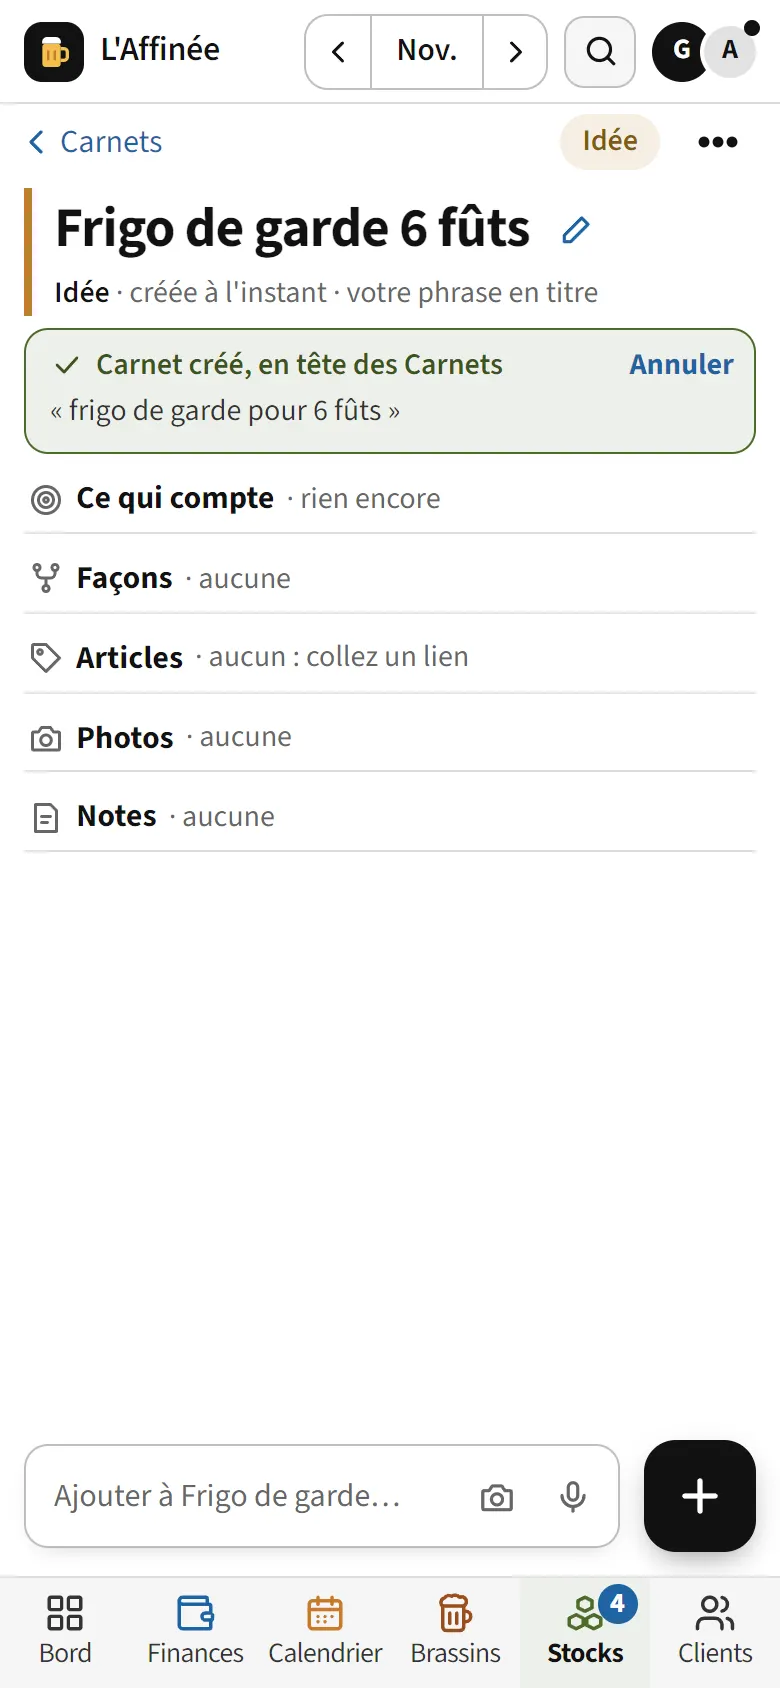 L'Affinée
Nov.
G
A
Carnets
Idée
Frigo de garde 6 fûts
Idée · créée à l'instant · votre phrase en titre
Carnet créé, en tête des Carnets
Annuler
« frigo de garde pour 6 fûts »
Ce qui compte · rien encore
Façons · aucune
Articles · aucun : collez un lien
Photos · aucune
Notes · aucune
Ajouter à Frigo de garde…
Bord
Finances
Calendrier
Brassins
4
Stocks
Clients